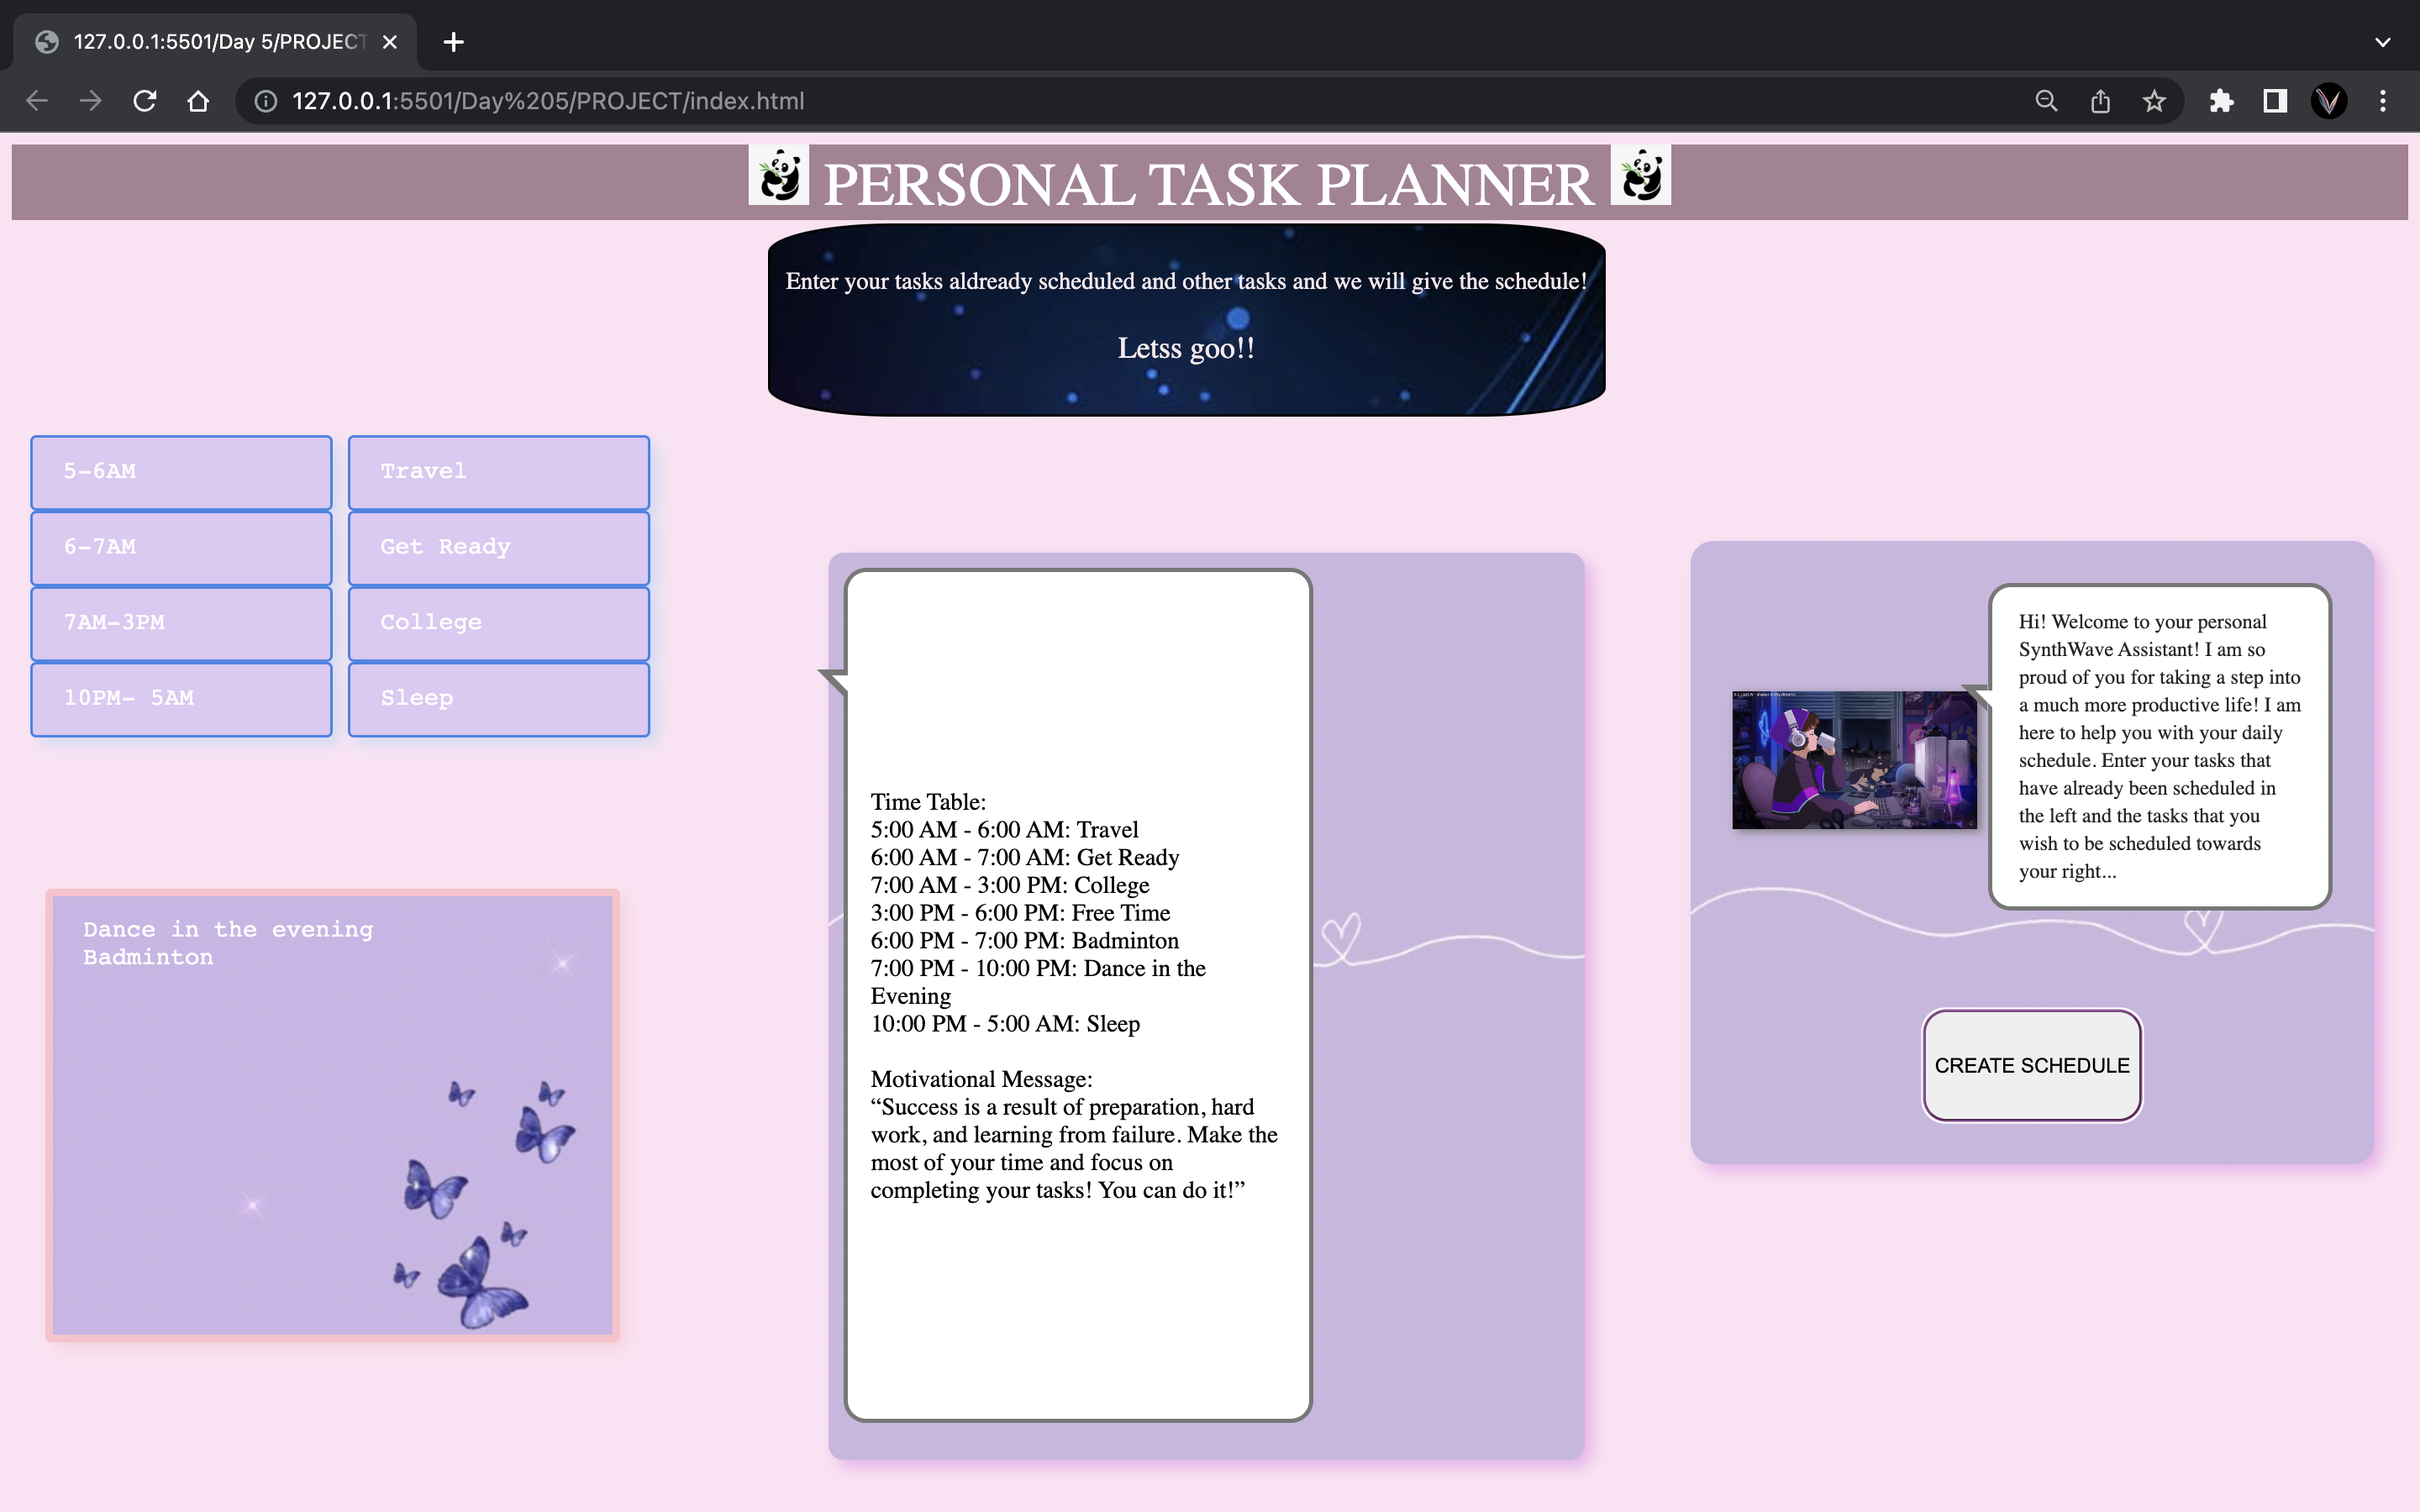 127.0.0.1:5501/Day 5/PROJECT
127.0.0.1:5501/Day%205/PROJECT/index.html
PERSONAL TASK PLANNER
Enter your tasks aldready scheduled and other tasks and we will give the schedule!
Letss goo!!
5-6AM
Travel
6-7AM
Get Ready
7AM-3PM
College
10PM- 5AM
Sleep
Dance in the evening
Badminton
Time Table:
5:00 AM - 6:00 AM: Travel
6:00 AM - 7:00 AM: Get Ready
7:00 AM - 3:00 PM: College
3:00 PM - 6:00 PM: Free Time
6:00 PM - 7:00 PM: Badminton
7:00 PM - 10:00 PM: Dance in the
Evening
10:00 PM - 5:00 AM: Sleep
Motivational Message:
“Success is a result of preparation, hard
work, and learning from failure. Make the
most of your time and focus on
completing your tasks! You can do it!”
Hi! Welcome to your personal
SynthWave Assistant! I am so
proud of you for taking a step into
a much more productive life! I am
here to help you with your daily
schedule. Enter your tasks that
have already been scheduled in
the left and the tasks that you
wish to be scheduled towards
your right...
CREATE SCHEDULE